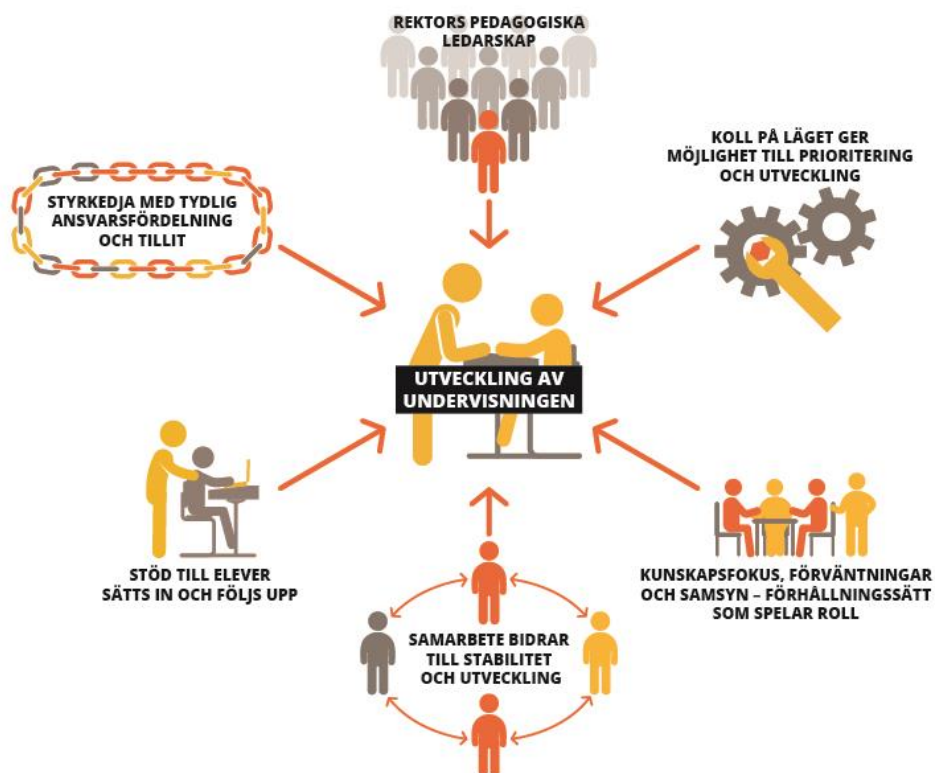 REKTORS PEDAGOGISKA
LEDARSKAP
KOLL PÅ LÄGET GER
MÖJLIGHET TILL PRIORITERING
OCH UTVECKLING
STYRKEDJA MED TYDLIG
ANSVARSFÖRDELNING
OCH TILLIT
UTVECKLING AV
UNDERVISNINGEN
STÖD TILL ELEVER
SÄTTS IN OCH FÖLJS UPP
KUNSKAPSFOKUS, FÖRVÄNTNINGAR
OCH SAMSYN – FÖRHÅLLNINGSSÄTT
SOM SPELAR ROLL
SAMARBETE BIDRAR
TILL STABILITET
OCH UTVECKLING